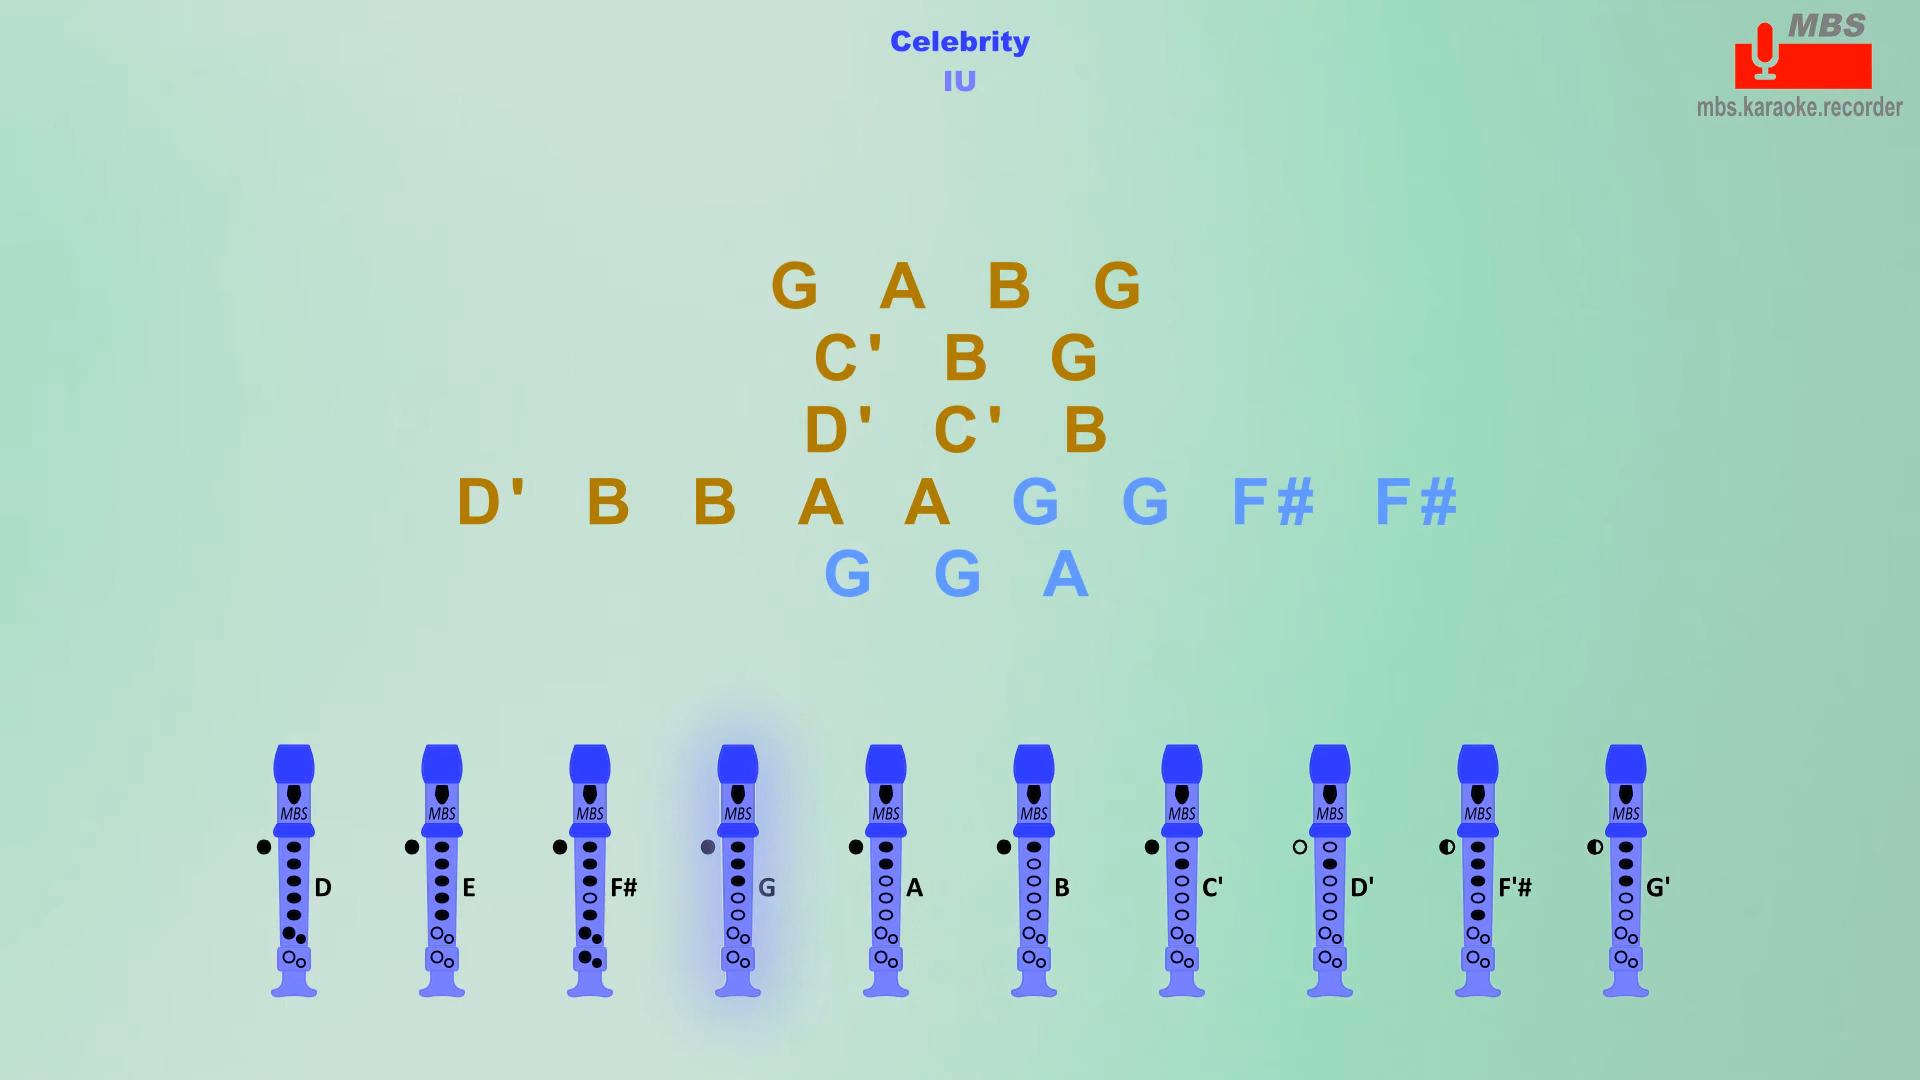 Celebrity
IU
MBS
mbs.karaoke.recorder
G A B G
C' B G
D' C' B
D' B B A A G G F# F#
G G A
MBS MBS MBS MBS MBS MBS MBS MBS MBS MBS
D E F# G A B C' D' F'# G'